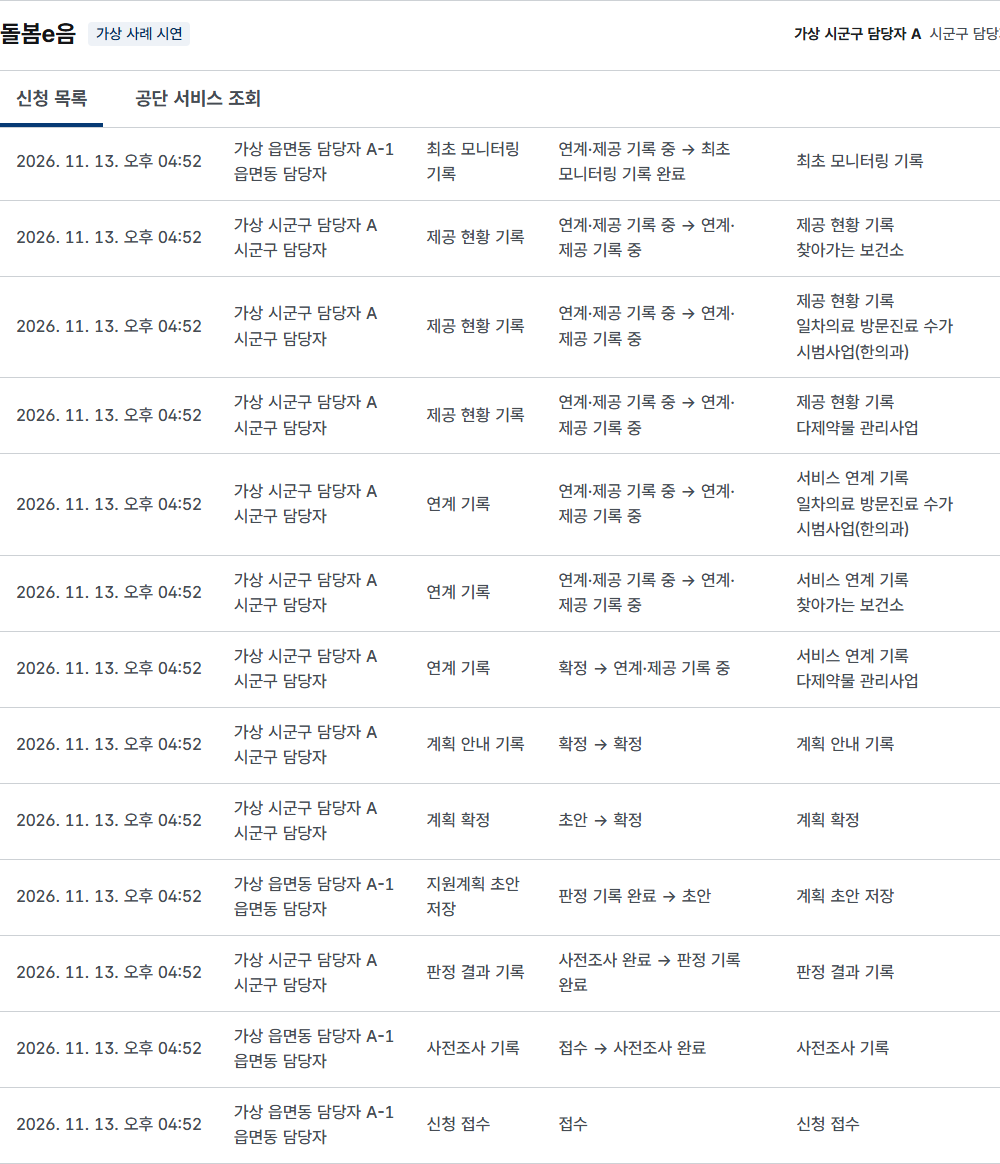 돌봄e음 가상 사례 시연 가상 시군구 담당자 A 시군구 담당
신청 목록 공단 서비스 조회
2026. 11. 13. 오후 04:52 가상 읍면동 담당자 A-1 읍면동 담당자 최초 모니터링 기록 연계·제공 기록 중 → 최초 모니터링 기록 완료 최초 모니터링 기록
2026. 11. 13. 오후 04:52 가상 시군구 담당자 A 시군구 담당자 제공 현황 기록 연계·제공 기록 중 → 연계·제공 기록 중 제공 현황 기록 찾아가는 보건소
2026. 11. 13. 오후 04:52 가상 시군구 담당자 A 시군구 담당자 제공 현황 기록 연계·제공 기록 중 → 연계·제공 기록 중 제공 현황 기록 일차의료 방문진료 수가 시범사업(한의과)
2026. 11. 13. 오후 04:52 가상 시군구 담당자 A 시군구 담당자 제공 현황 기록 연계·제공 기록 중 → 연계·제공 기록 중 제공 현황 기록 다제약물 관리사업
2026. 11. 13. 오후 04:52 가상 시군구 담당자 A 시군구 담당자 연계 기록 연계·제공 기록 중 → 연계·제공 기록 중 서비스 연계 기록 일차의료 방문진료 수가 시범사업(한의과)
2026. 11. 13. 오후 04:52 가상 시군구 담당자 A 시군구 담당자 연계 기록 연계·제공 기록 중 → 연계·제공 기록 중 서비스 연계 기록 찾아가는 보건소
2026. 11. 13. 오후 04:52 가상 시군구 담당자 A 시군구 담당자 연계 기록 확정 → 연계·제공 기록 중 서비스 연계 기록 다제약물 관리사업
2026. 11. 13. 오후 04:52 가상 시군구 담당자 A 시군구 담당자 계획 안내 기록 확정 → 확정 계획 안내 기록
2026. 11. 13. 오후 04:52 가상 시군구 담당자 A 시군구 담당자 계획 확정 초안 → 확정 계획 확정
2026. 11. 13. 오후 04:52 가상 읍면동 담당자 A-1 읍면동 담당자 지원계획 초안 저장 판정 기록 완료 → 초안 계획 초안 저장
2026. 11. 13. 오후 04:52 가상 시군구 담당자 A 시군구 담당자 판정 결과 기록 사전조사 완료 → 판정 기록 완료 판정 결과 기록
2026. 11. 13. 오후 04:52 가상 읍면동 담당자 A-1 읍면동 담당자 사전조사 기록 접수 → 사전조사 완료 사전조사 기록
2026. 11. 13. 오후 04:52 가상 읍면동 담당자 A-1 읍면동 담당자 신청 접수 접수 신청 접수